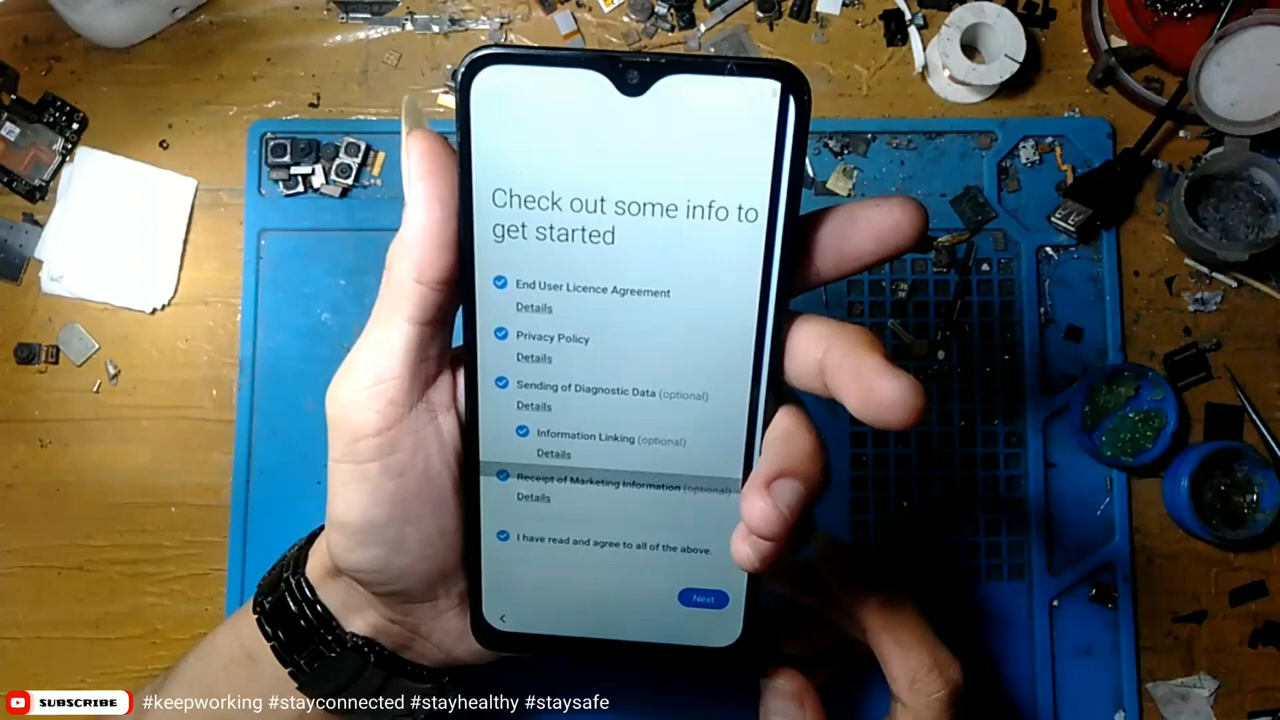 Check out some info to
get started
End User Licence Agreement
Details
Privacy Policy
Details
Sending of Diagnostic Data (optional)
Details
Information Linking (optional)
Details
Receipt of Marketing Information (optional)
Details
I have read and agree to all of the above.
Next
SUBSCRIBE #keepworking #stayconnected #stayhealthy #staysafe